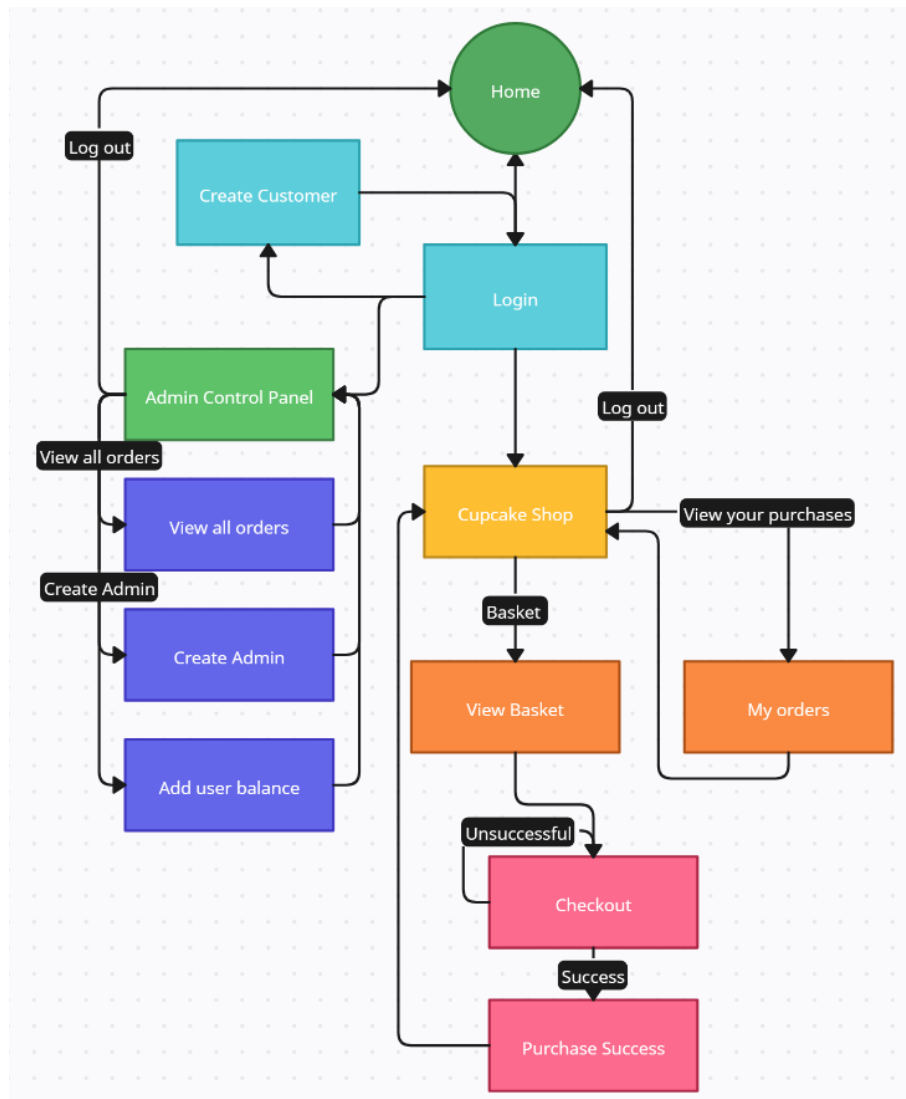 Home
Log out
Create Customer
Login
Admin Control Panel
Log out
View all orders
Cupcake Shop
View your purchases
View all orders
Create Admin
Basket
Create Admin
View Basket
My orders
Add user balance
Unsuccessful
Checkout
Success
Purchase Success